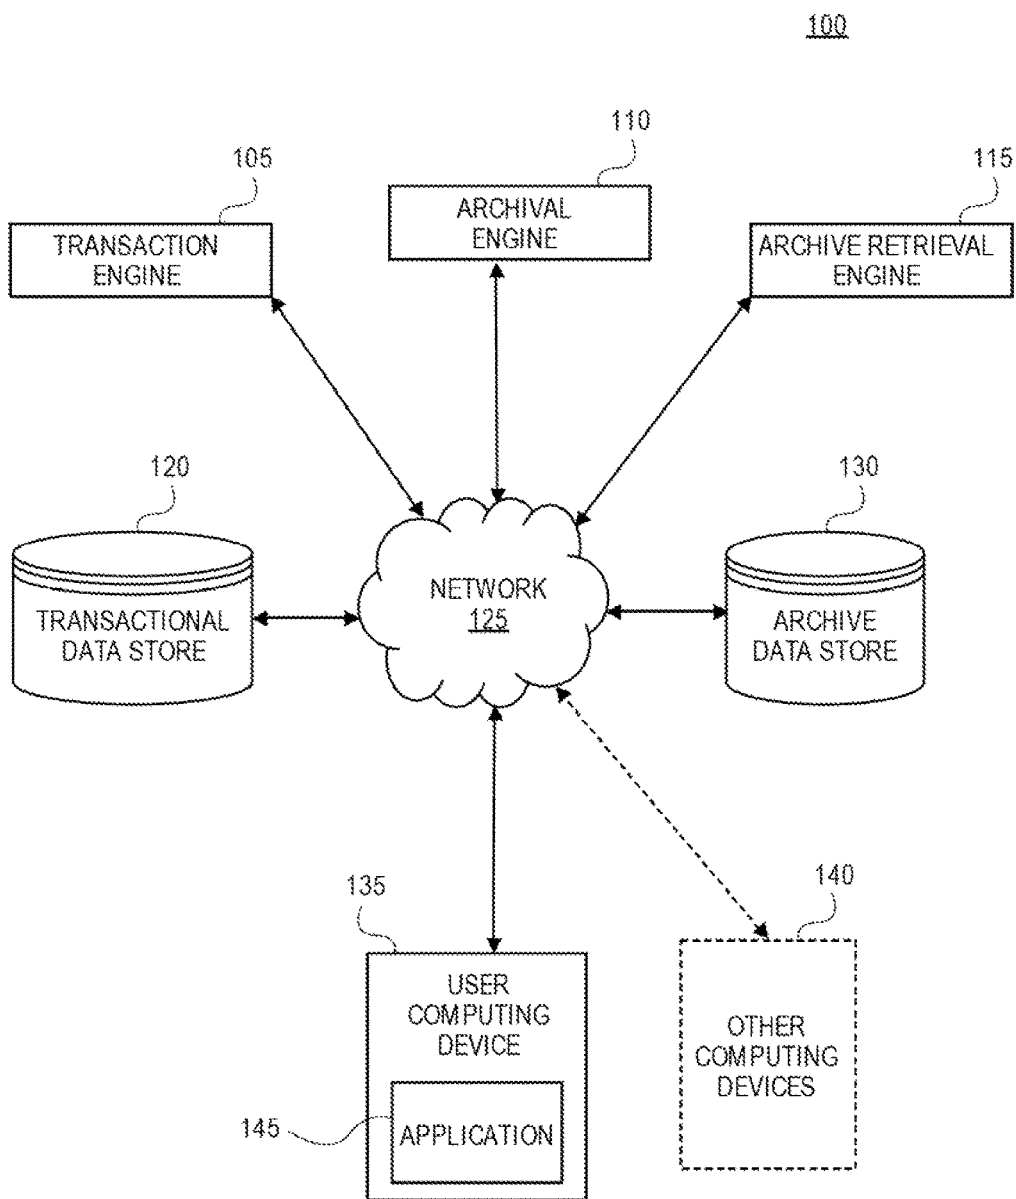 100
110
105
115
ARCHIVAL
ENGINE
TRANSACTION
ENGINE
ARCHIVE RETRIEVAL
ENGINE
120
130
NETWORK
125
TRANSACTIONAL
DATA STORE
ARCHIVE
DATA STORE
135
140
USER
COMPUTING
DEVICE
OTHER
COMPUTING
DEVICES
145
APPLICATION